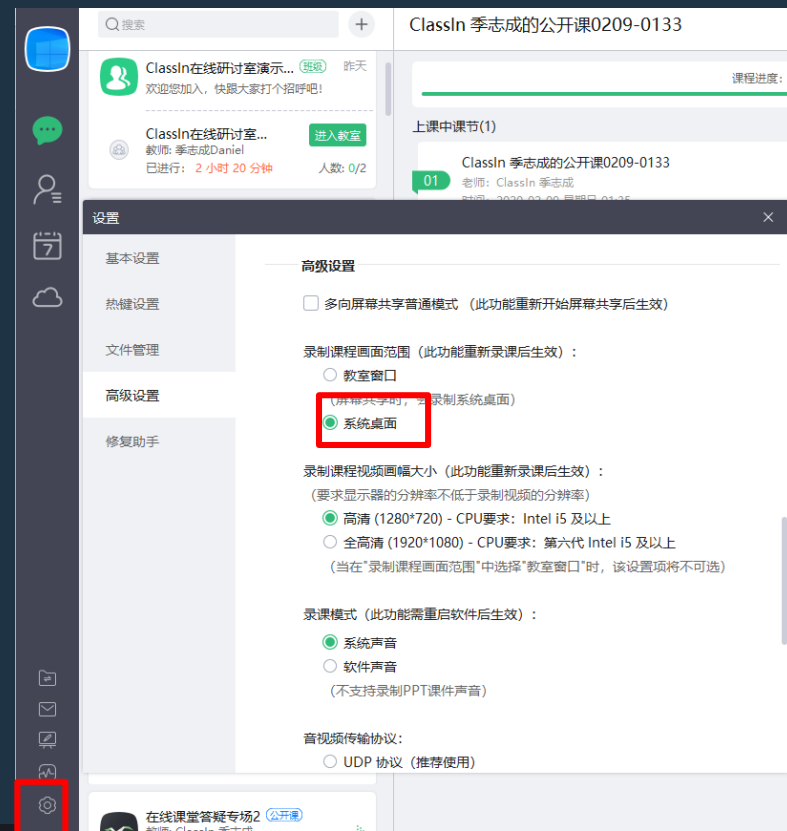 搜索
ClassIn 季志成的公开课0209-0133
ClassIn在线研讨室演示... 班级 昨天
欢迎您加入，快跟大家打个招呼吧!
课程进度:
ClassIn在线研讨室... 进入教室
教师: 季志成Daniel
已进行: 2 小时 20 分钟 人数: 0/2
上课中课节(1)
ClassIn 季志成的公开课0209-0133
01 老师: ClassIn 季志成
7
设置
基本设置
热键设置
文件管理
高级设置
修复助手
高级设置
多向屏幕共享普通模式 （此功能重新开始屏幕共享后生效）
录制课程画面范围（此功能重新录课后生效）:
教室窗口
（屏幕共享时，会录制系统桌面）
系统桌面
录制课程视频画幅大小（此功能重新录课后生效）:
（要求显示器的分辨率不低于录制视频的分辨率）
高清 (1280*720) - CPU要求: Intel i5 及以上
全高清 (1920*1080) - CPU要求: 第六代 Intel i5 及以上
（当在"录制课程画面范围"中选择"教室窗口"时，该设置项将不可选）
录课模式（此功能需重启软件后生效）:
系统声音
软件声音
（不支持录制PPT课件声音）
音视频传输协议:
UDP 协议（推荐使用）
在线课堂答疑专场2 公开课
教师: ClassIn 季志成